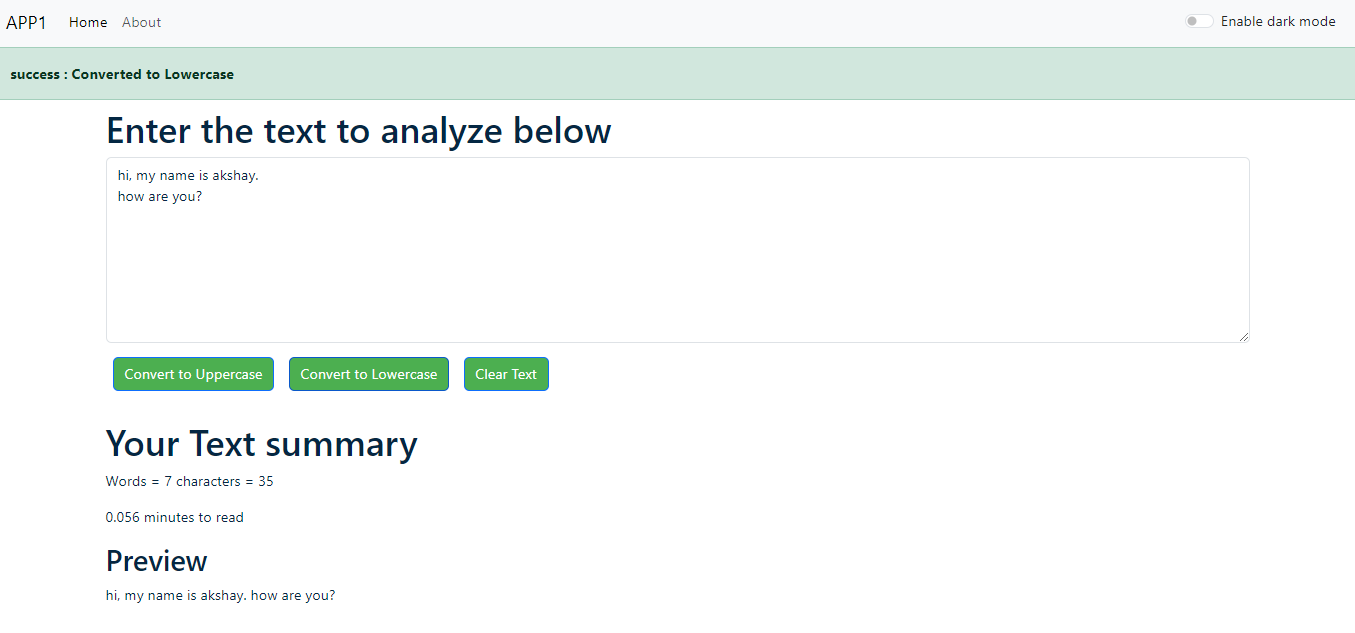 APP1 Home About Enable dark mode
success : Converted to Lowercase
Enter the text to analyze below
hi, my name is akshay.
how are you?
Convert to Uppercase Convert to Lowercase Clear Text
Your Text summary
Words = 7 characters = 35
0.056 minutes to read
Preview
hi, my name is akshay. how are you?